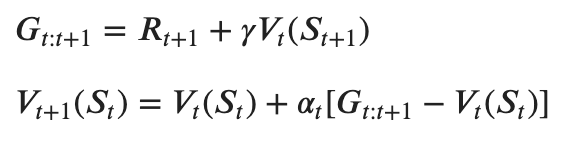 G_{t:t+1} = R_{t+1} + γV_t(S_{t+1})
V_{t+1}(S_t) = V_t(S_t) + α_t[G_{t:t+1} − V_t(S_t)]